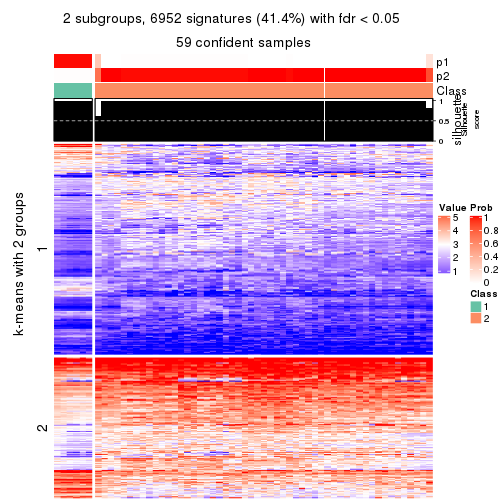 2 subgroups, 6952 signatures (41.4%) with fdr < 0.05
59 confident samples
p1
p2
Class
1
0.5
0
silhouette
Silhouette
score
k-means with 2 groups
1
2
Value
5
4
3
2
1
Prob
1
0.8
0.6
0.4
0.2
0
Class
1
2